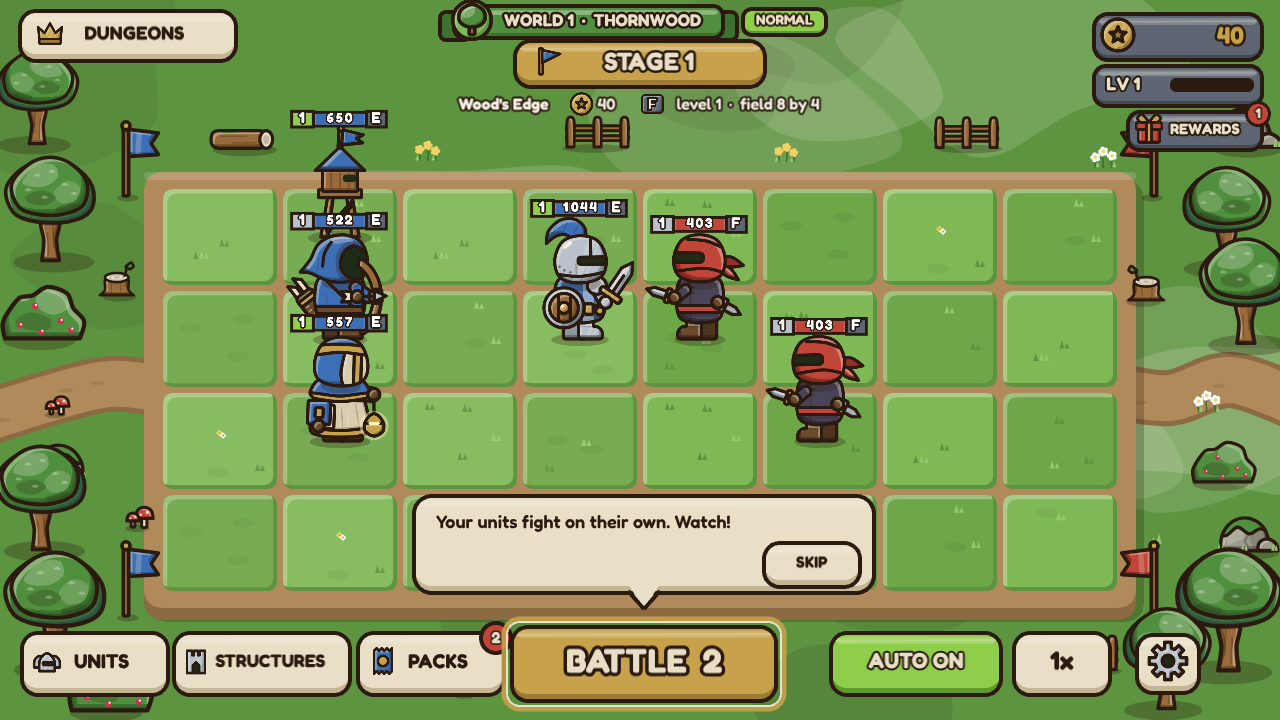 DUNGEONS
WORLD 1 • THORNWOOD
NORMAL
STAGE 1
Wood's Edge 40 F level 1 • field 8 by 4
40
LV 1
REWARDS
1
1 650 E
1 522 E
1 557 E
1 1044 E
1 403 F
1 403 F
Your units fight on their own. Watch!
SKIP
UNITS
STRUCTURES
PACKS
2
BATTLE 2
AUTO ON
1x